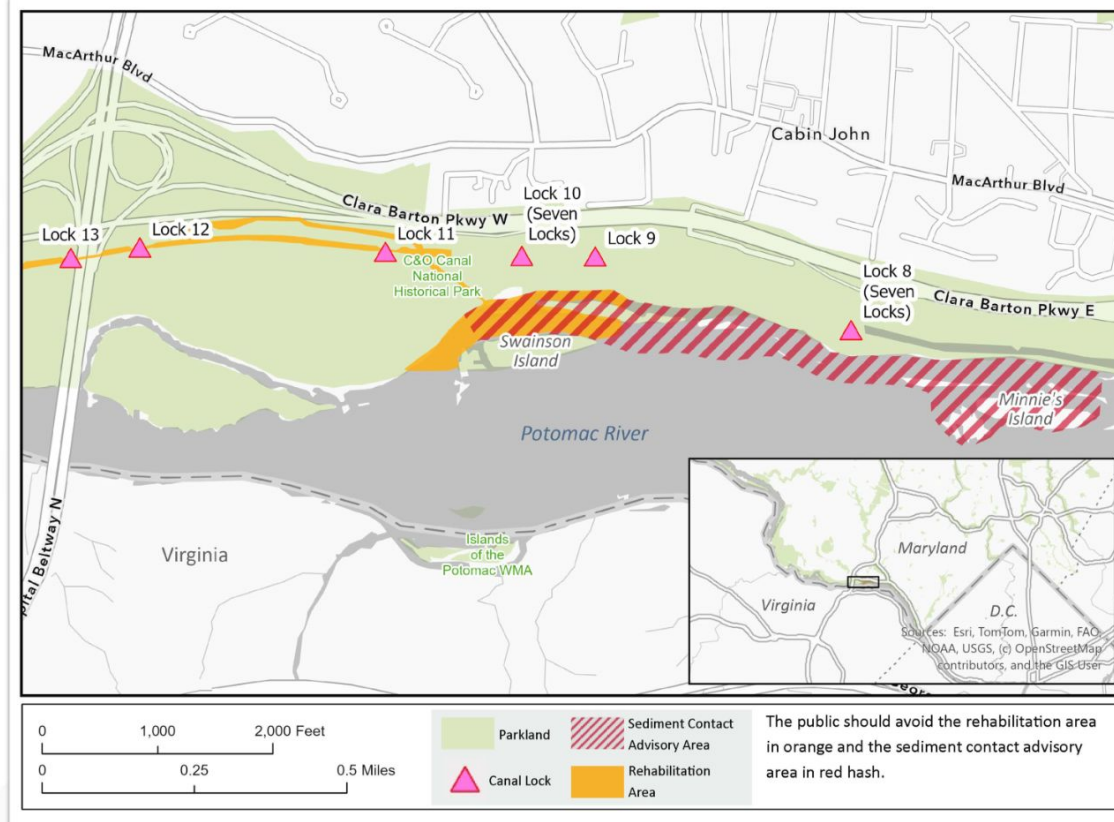 MacArthur Blvd
Cabin John
MacArthur Blvd
Lock 10
(Seven
Locks)
Clara Barton Pkwy W
Lock 13
Lock 12
Lock 11
Lock 9
C&O Canal
National
Historical Park
Lock 8
(Seven
Locks)
Clara Barton Pkwy E
Swainson
Island
Minnie's
Island
Potomac River
pital Beltway N
Virginia
Islands
of the
Potomac WMA
Maryland
Virginia
D.C.
Sources: Esri, TomTom, Garmin, FAO,
NOAA, USGS, (c) OpenStreetMap
contributors, and the GIS User
0 1,000 2,000 Feet
0 0.25 0.5 Miles
Parkland
Canal Lock
Sediment Contact
Advisory Area
Rehabilitation
Area
The public should avoid the rehabilitation area
in orange and the sediment contact advisory
area in red hash.